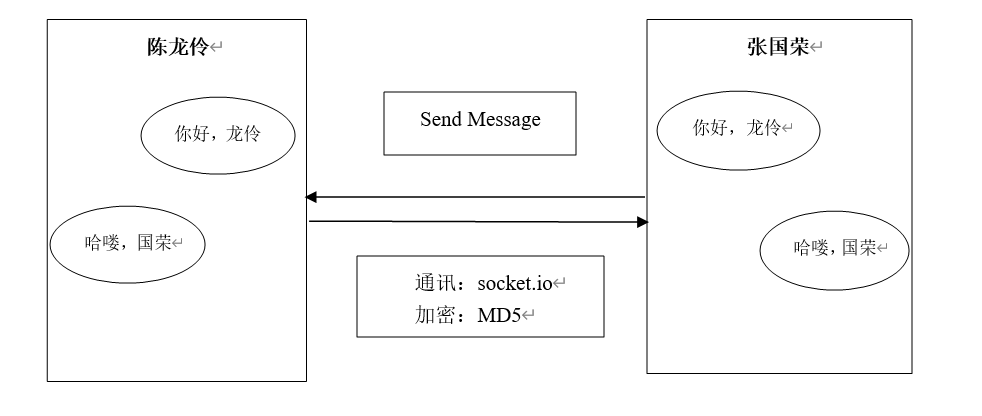 陈龙伶
张国荣
Send Message
你好，龙伶
你好，龙伶
哈喽，国荣
哈喽，国荣
通讯：socket.io
加密：MD5